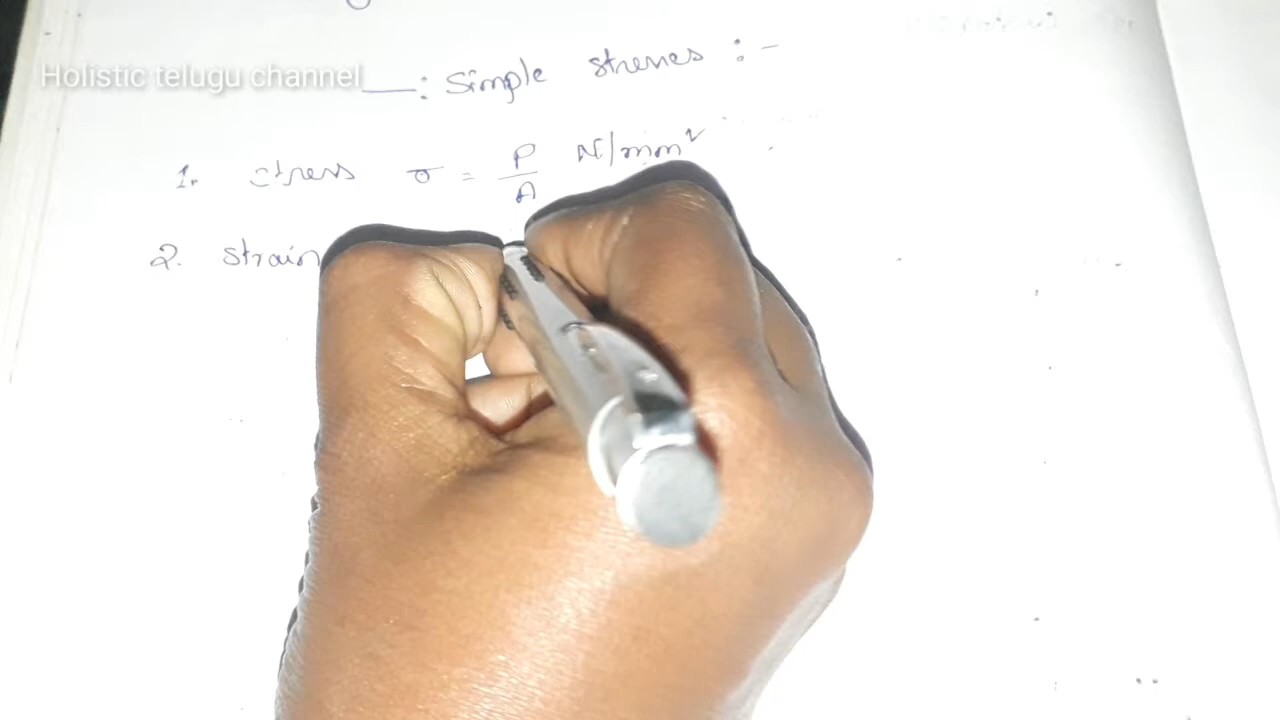 Holistic telugu channel
—: Simple stresses :-
1. stress σ = P/A N/mm²
2. strain